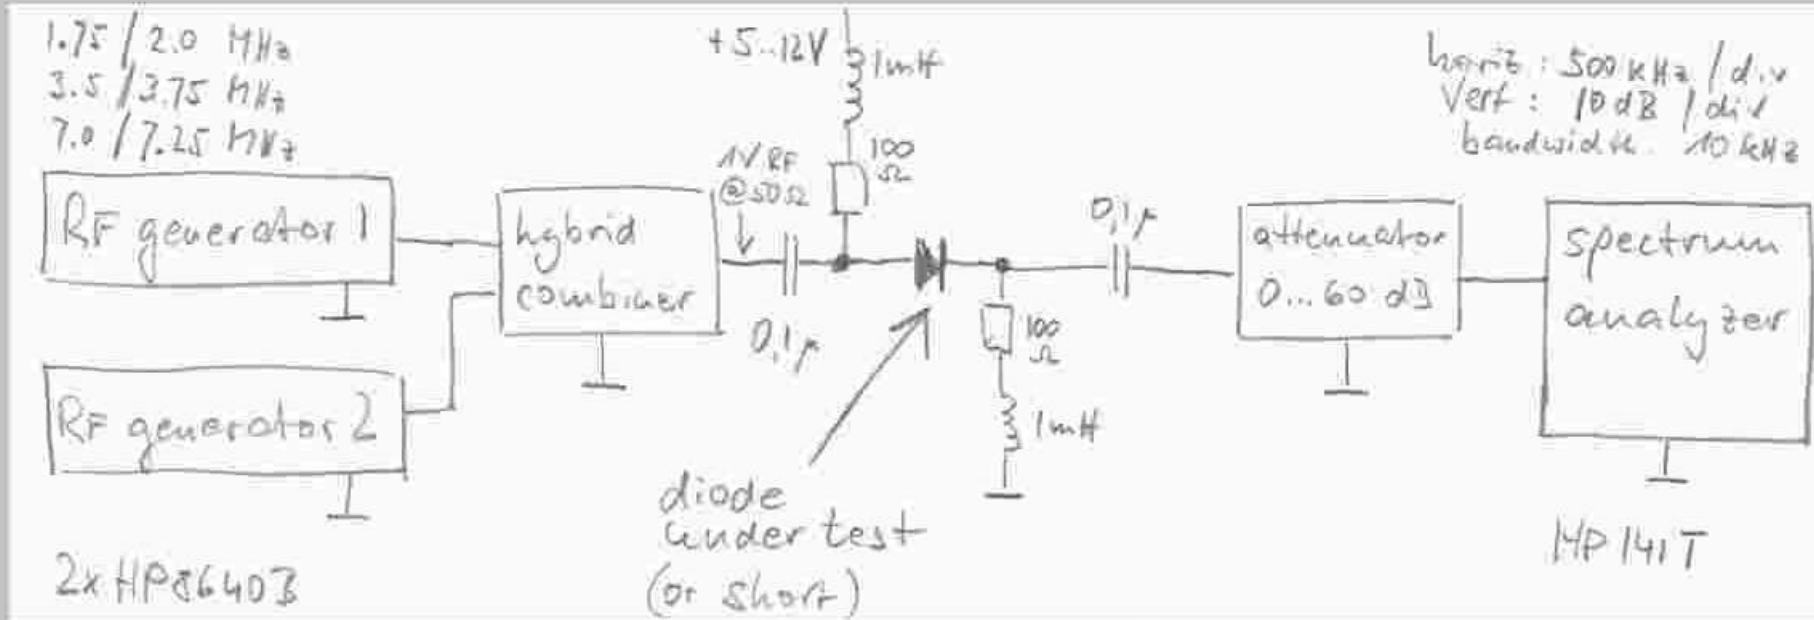 1.75 / 2.0 MHz
3.5 / 3.75 MHz
7.0 / 7.25 MHz
RF generator 1
RF generator 2
2x HP8640B
hybrid
combiner
1V RF
@50Ω
0,1µ
+5..12V
1mH
100
Ω
diode
under test
(or short)
100
Ω
1mH
0,1µ
attenuator
0...60 dB
horiz : 500 kHz / div
Vert : 10 dB / div
bandwidth. 10 kHz
spectrum
analyzer
HP 141T